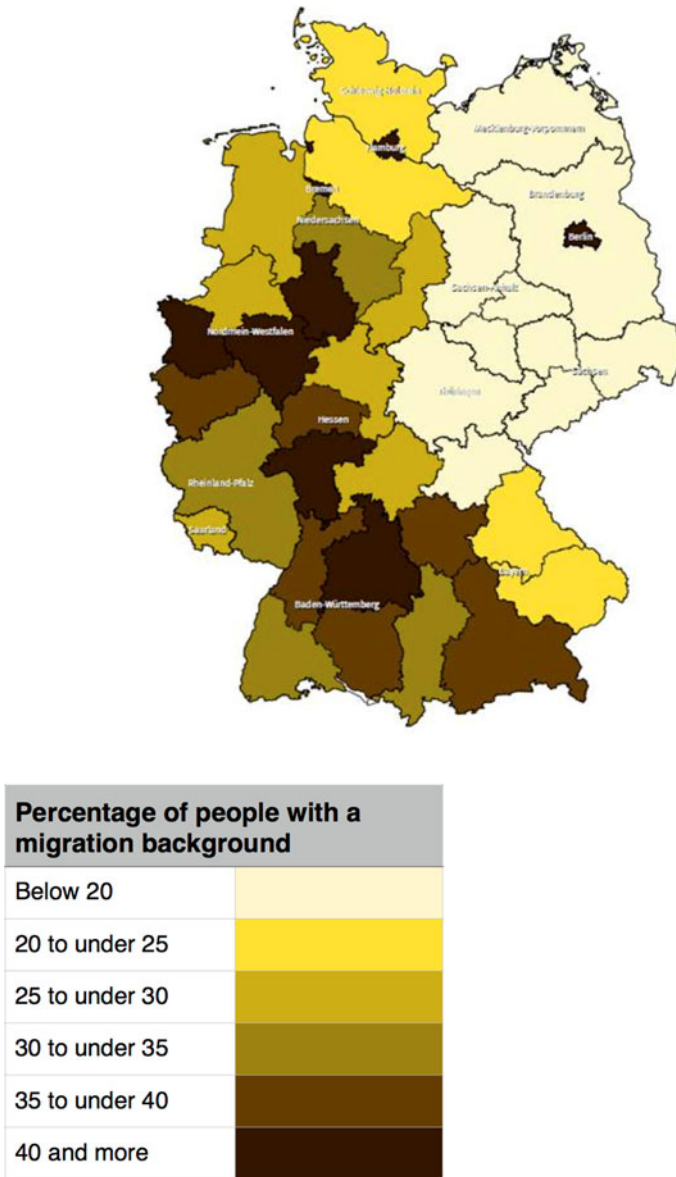 Schleswig-Holstein
Mecklenburg-Vorpommern
Hamburg
Bremen
Brandenburg
Niedersachsen
Berlin
Sachsen-Anhalt
Nordrhein-Westfalen
Sachsen
Thüringen
Hessen
Rheinland-Pfalz
Saarland
Bayern
Baden-Württemberg
Percentage of people with a
migration background
Below 20
20 to under 25
25 to under 30
30 to under 35
35 to under 40
40 and more